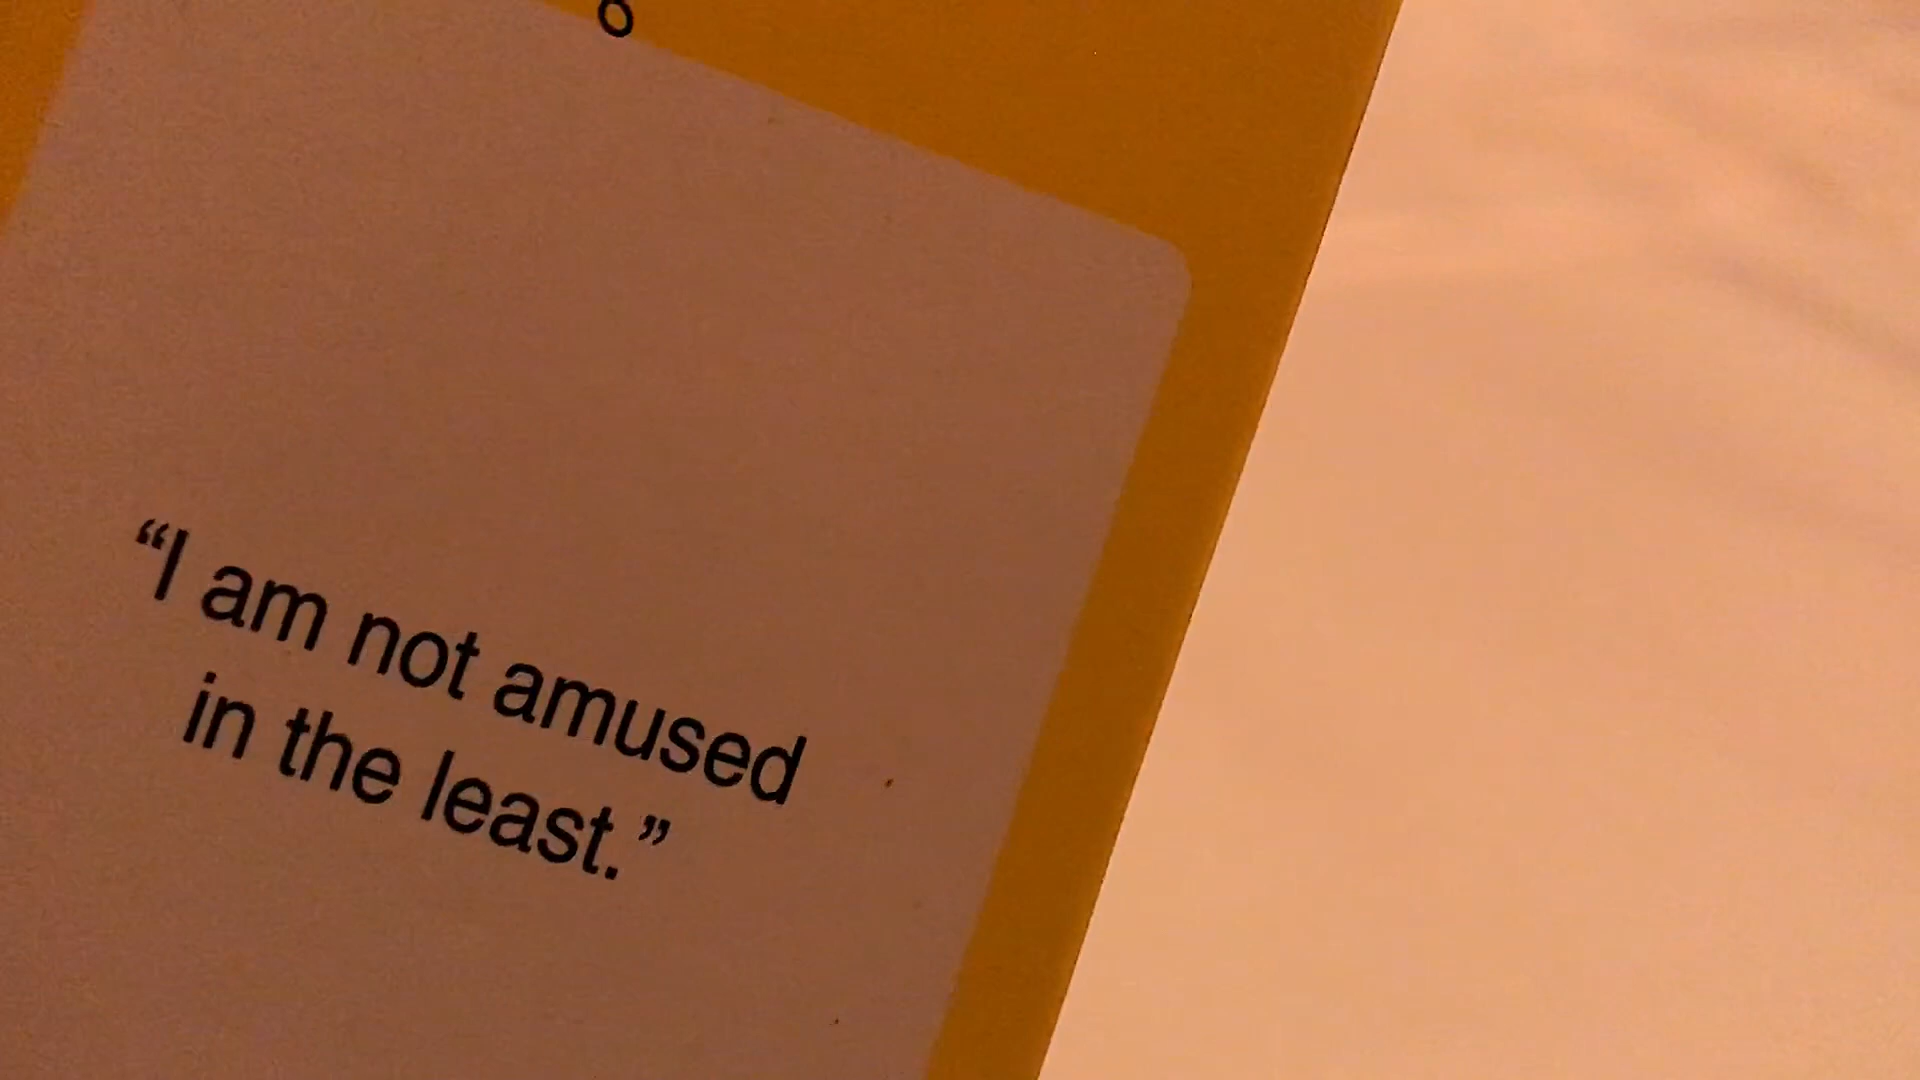 “I am not amused
in the least.”